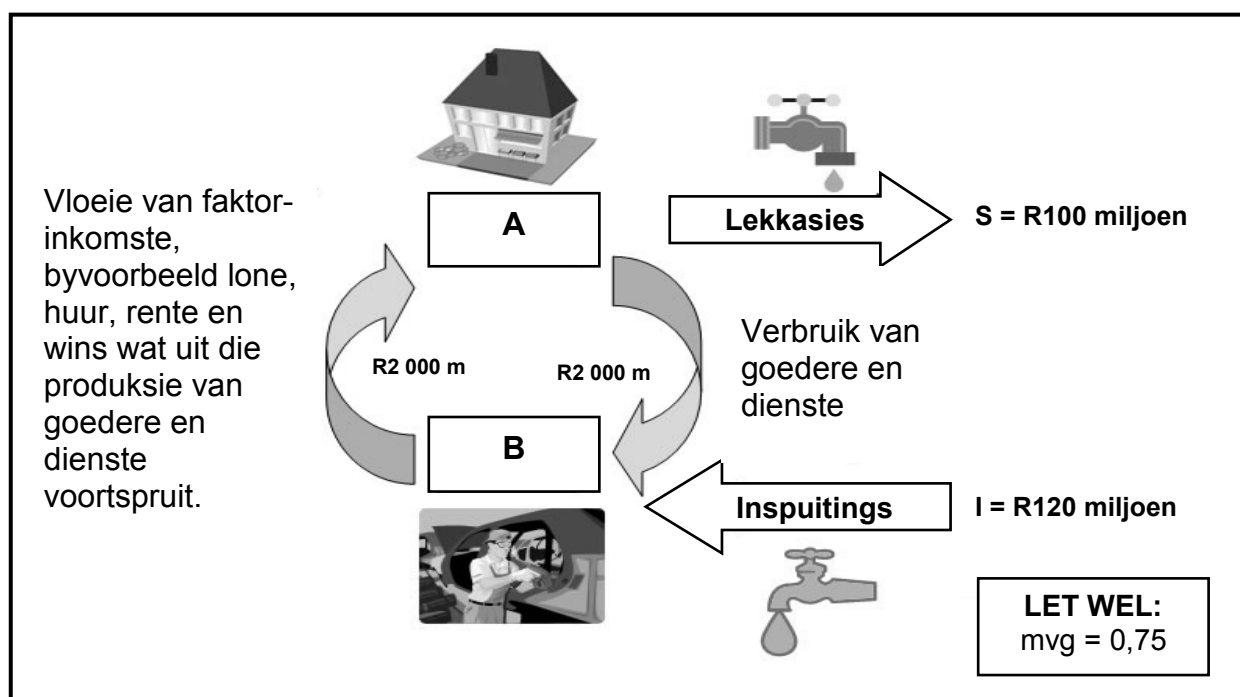 Vloeie van faktor-
inkomste,
byvoorbeeld lone,
huur, rente en
wins wat uit die
produksie van
goedere en
dienste
voortspruit.
A
Lekkasies
S = R100 miljoen
R2 000 m
R2 000 m
Verbruik van
goedere en
dienste
B
Inspuitings
I = R120 miljoen
LET WEL:
mvg = 0,75